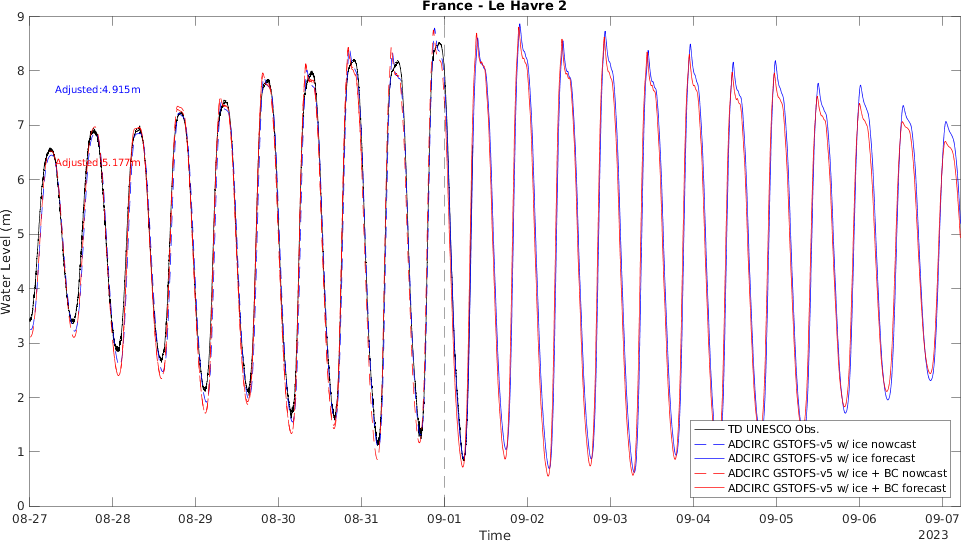 France - Le Havre 2
9
8
7
6
5
4
3
2
1
0
Water Level (m)
Adjusted:4.915m
Adjusted:5.177m
TD UNESCO Obs.
ADCIRC GSTOFS-v5 w/ ice nowcast
ADCIRC GSTOFS-v5 w/ ice forecast
ADCIRC GSTOFS-v5 w/ ice + BC nowcast
ADCIRC GSTOFS-v5 w/ ice + BC forecast
08-27 08-28 08-29 08-30 08-31 09-01 09-02 09-03 09-04 09-05 09-06 09-07
Time
2023